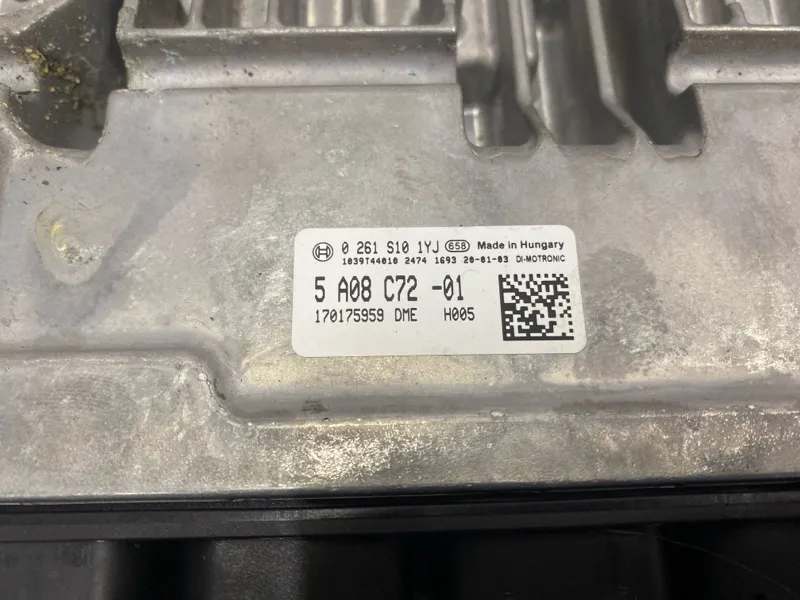 0 261 S10 1YJ 658 Made in Hungary
1039T44010 2474 1693 20-01-03 DI-MOTRONIC
5 A08 C72 -01
170175959 DME H005